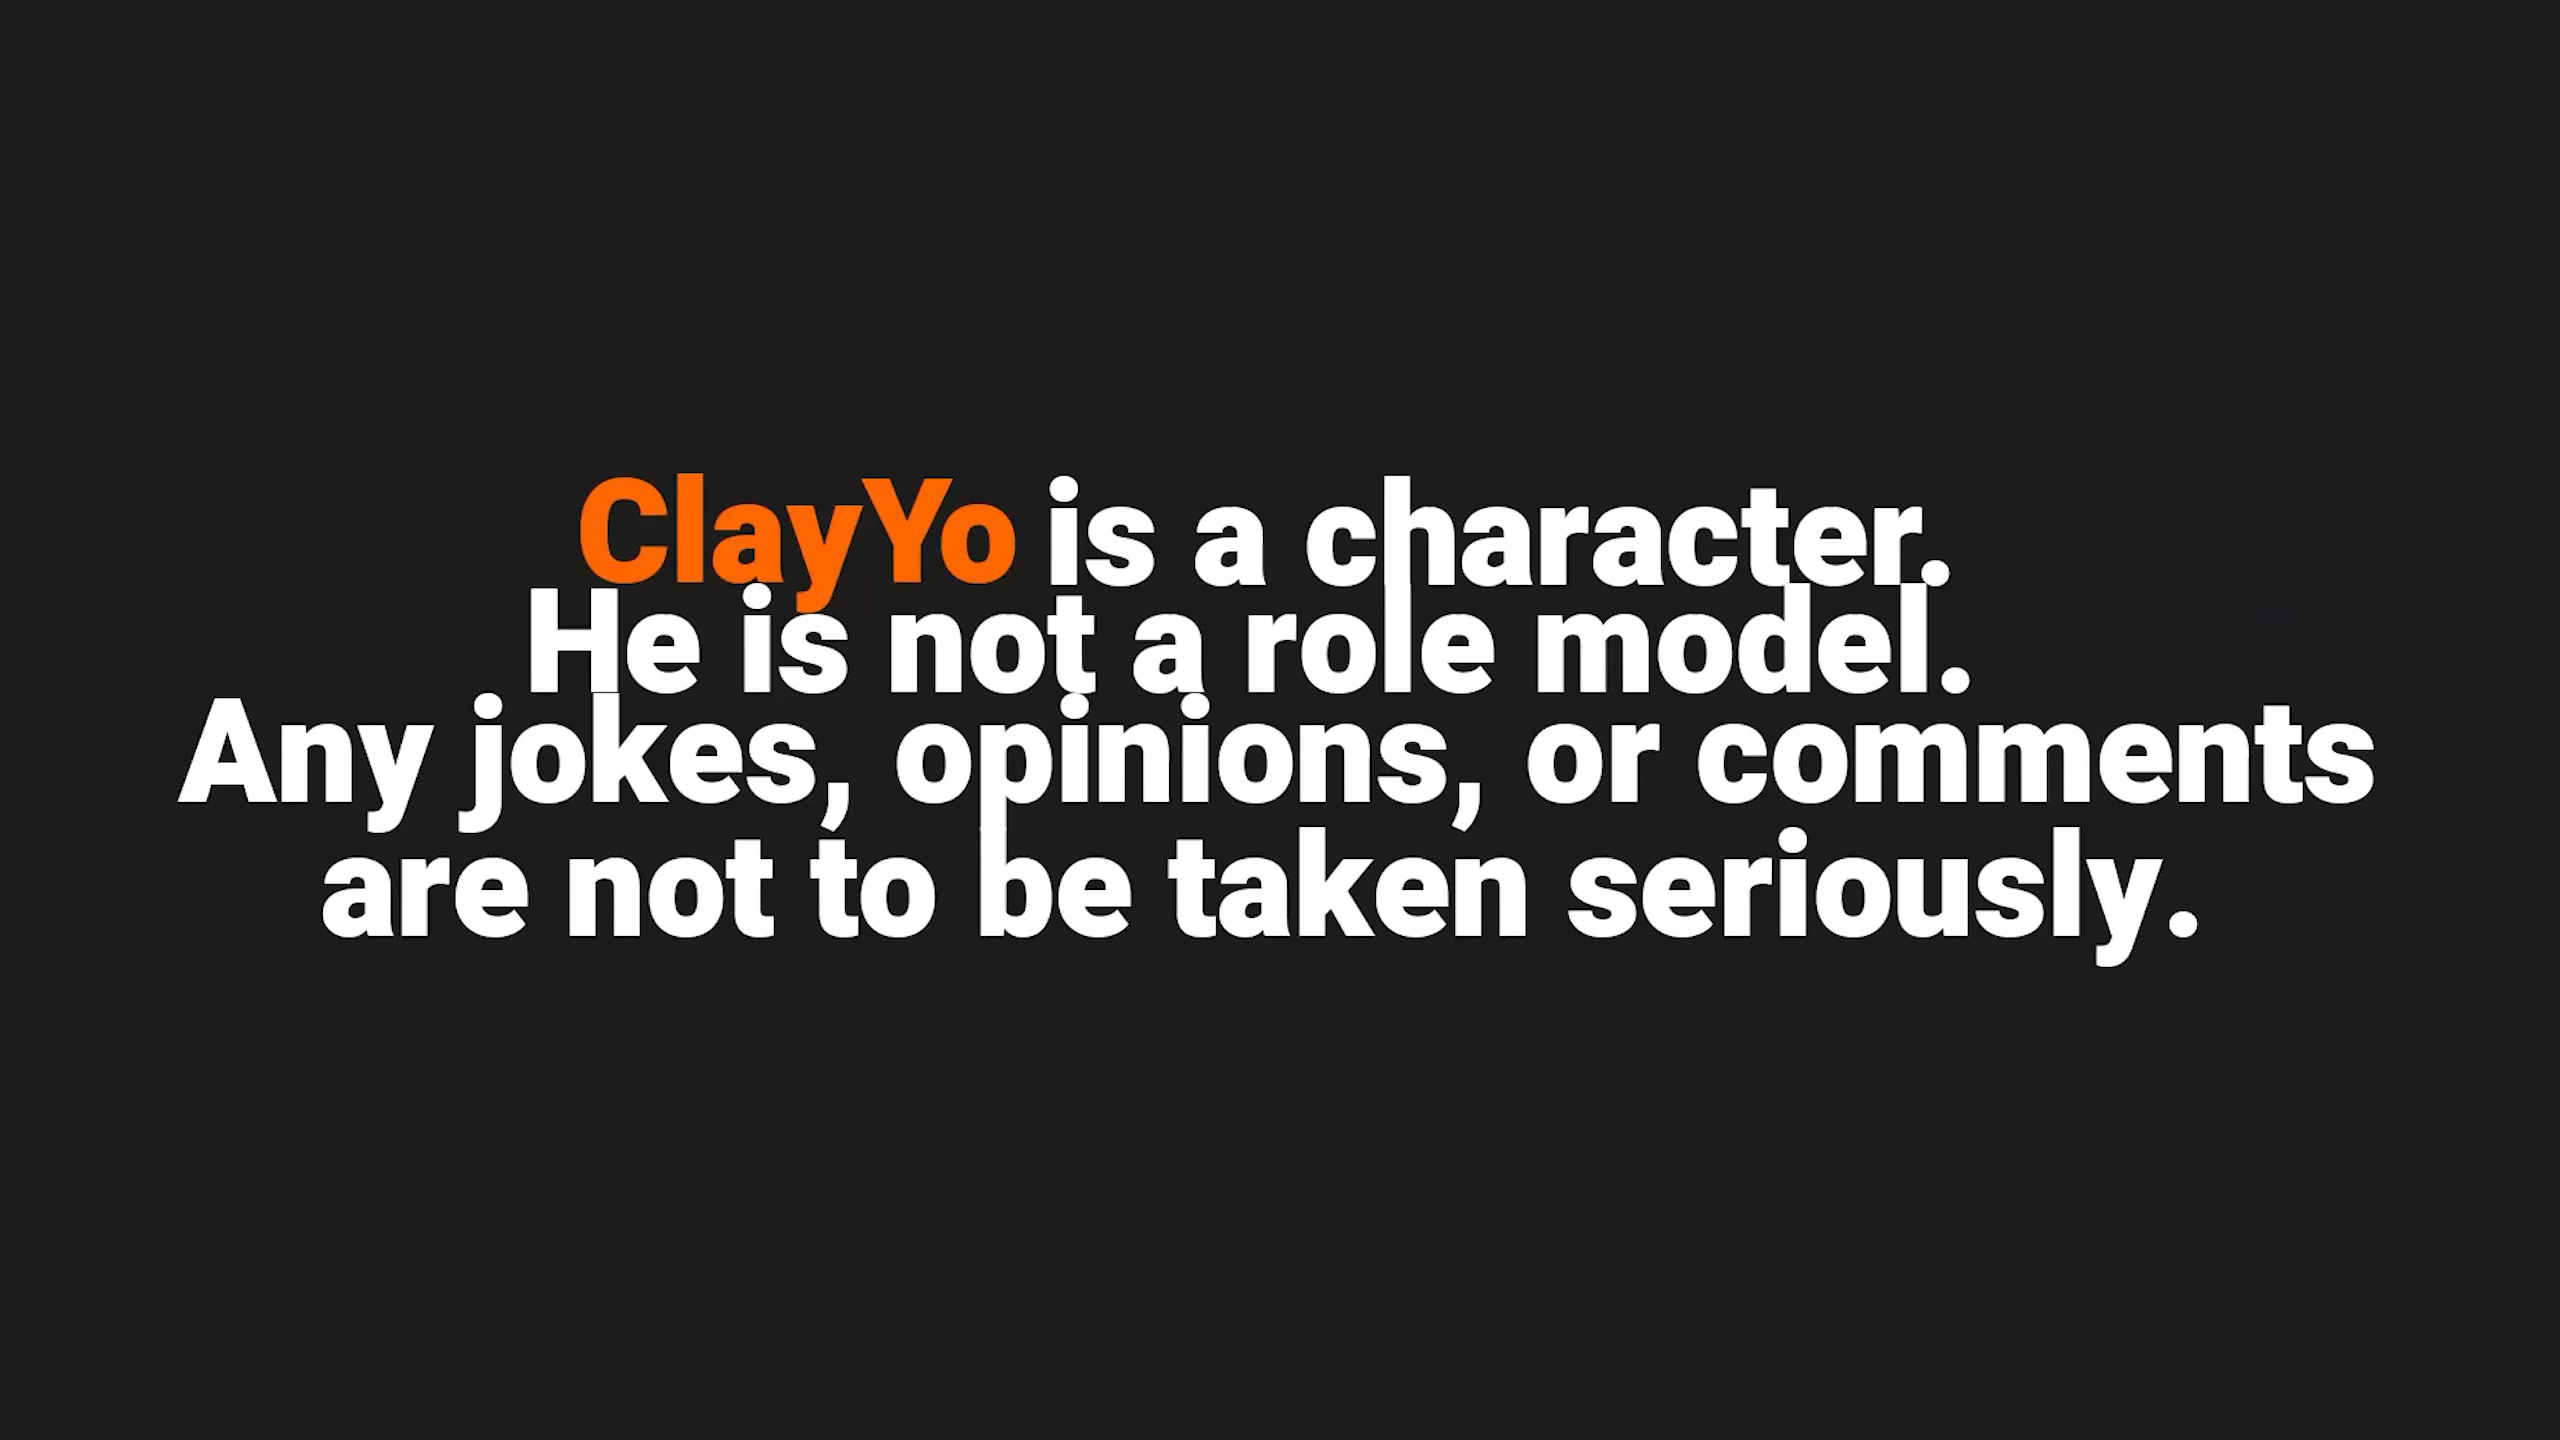 ClayYo is a character.
He is not a role model.
Any jokes, opinions, or comments
are not to be taken seriously.